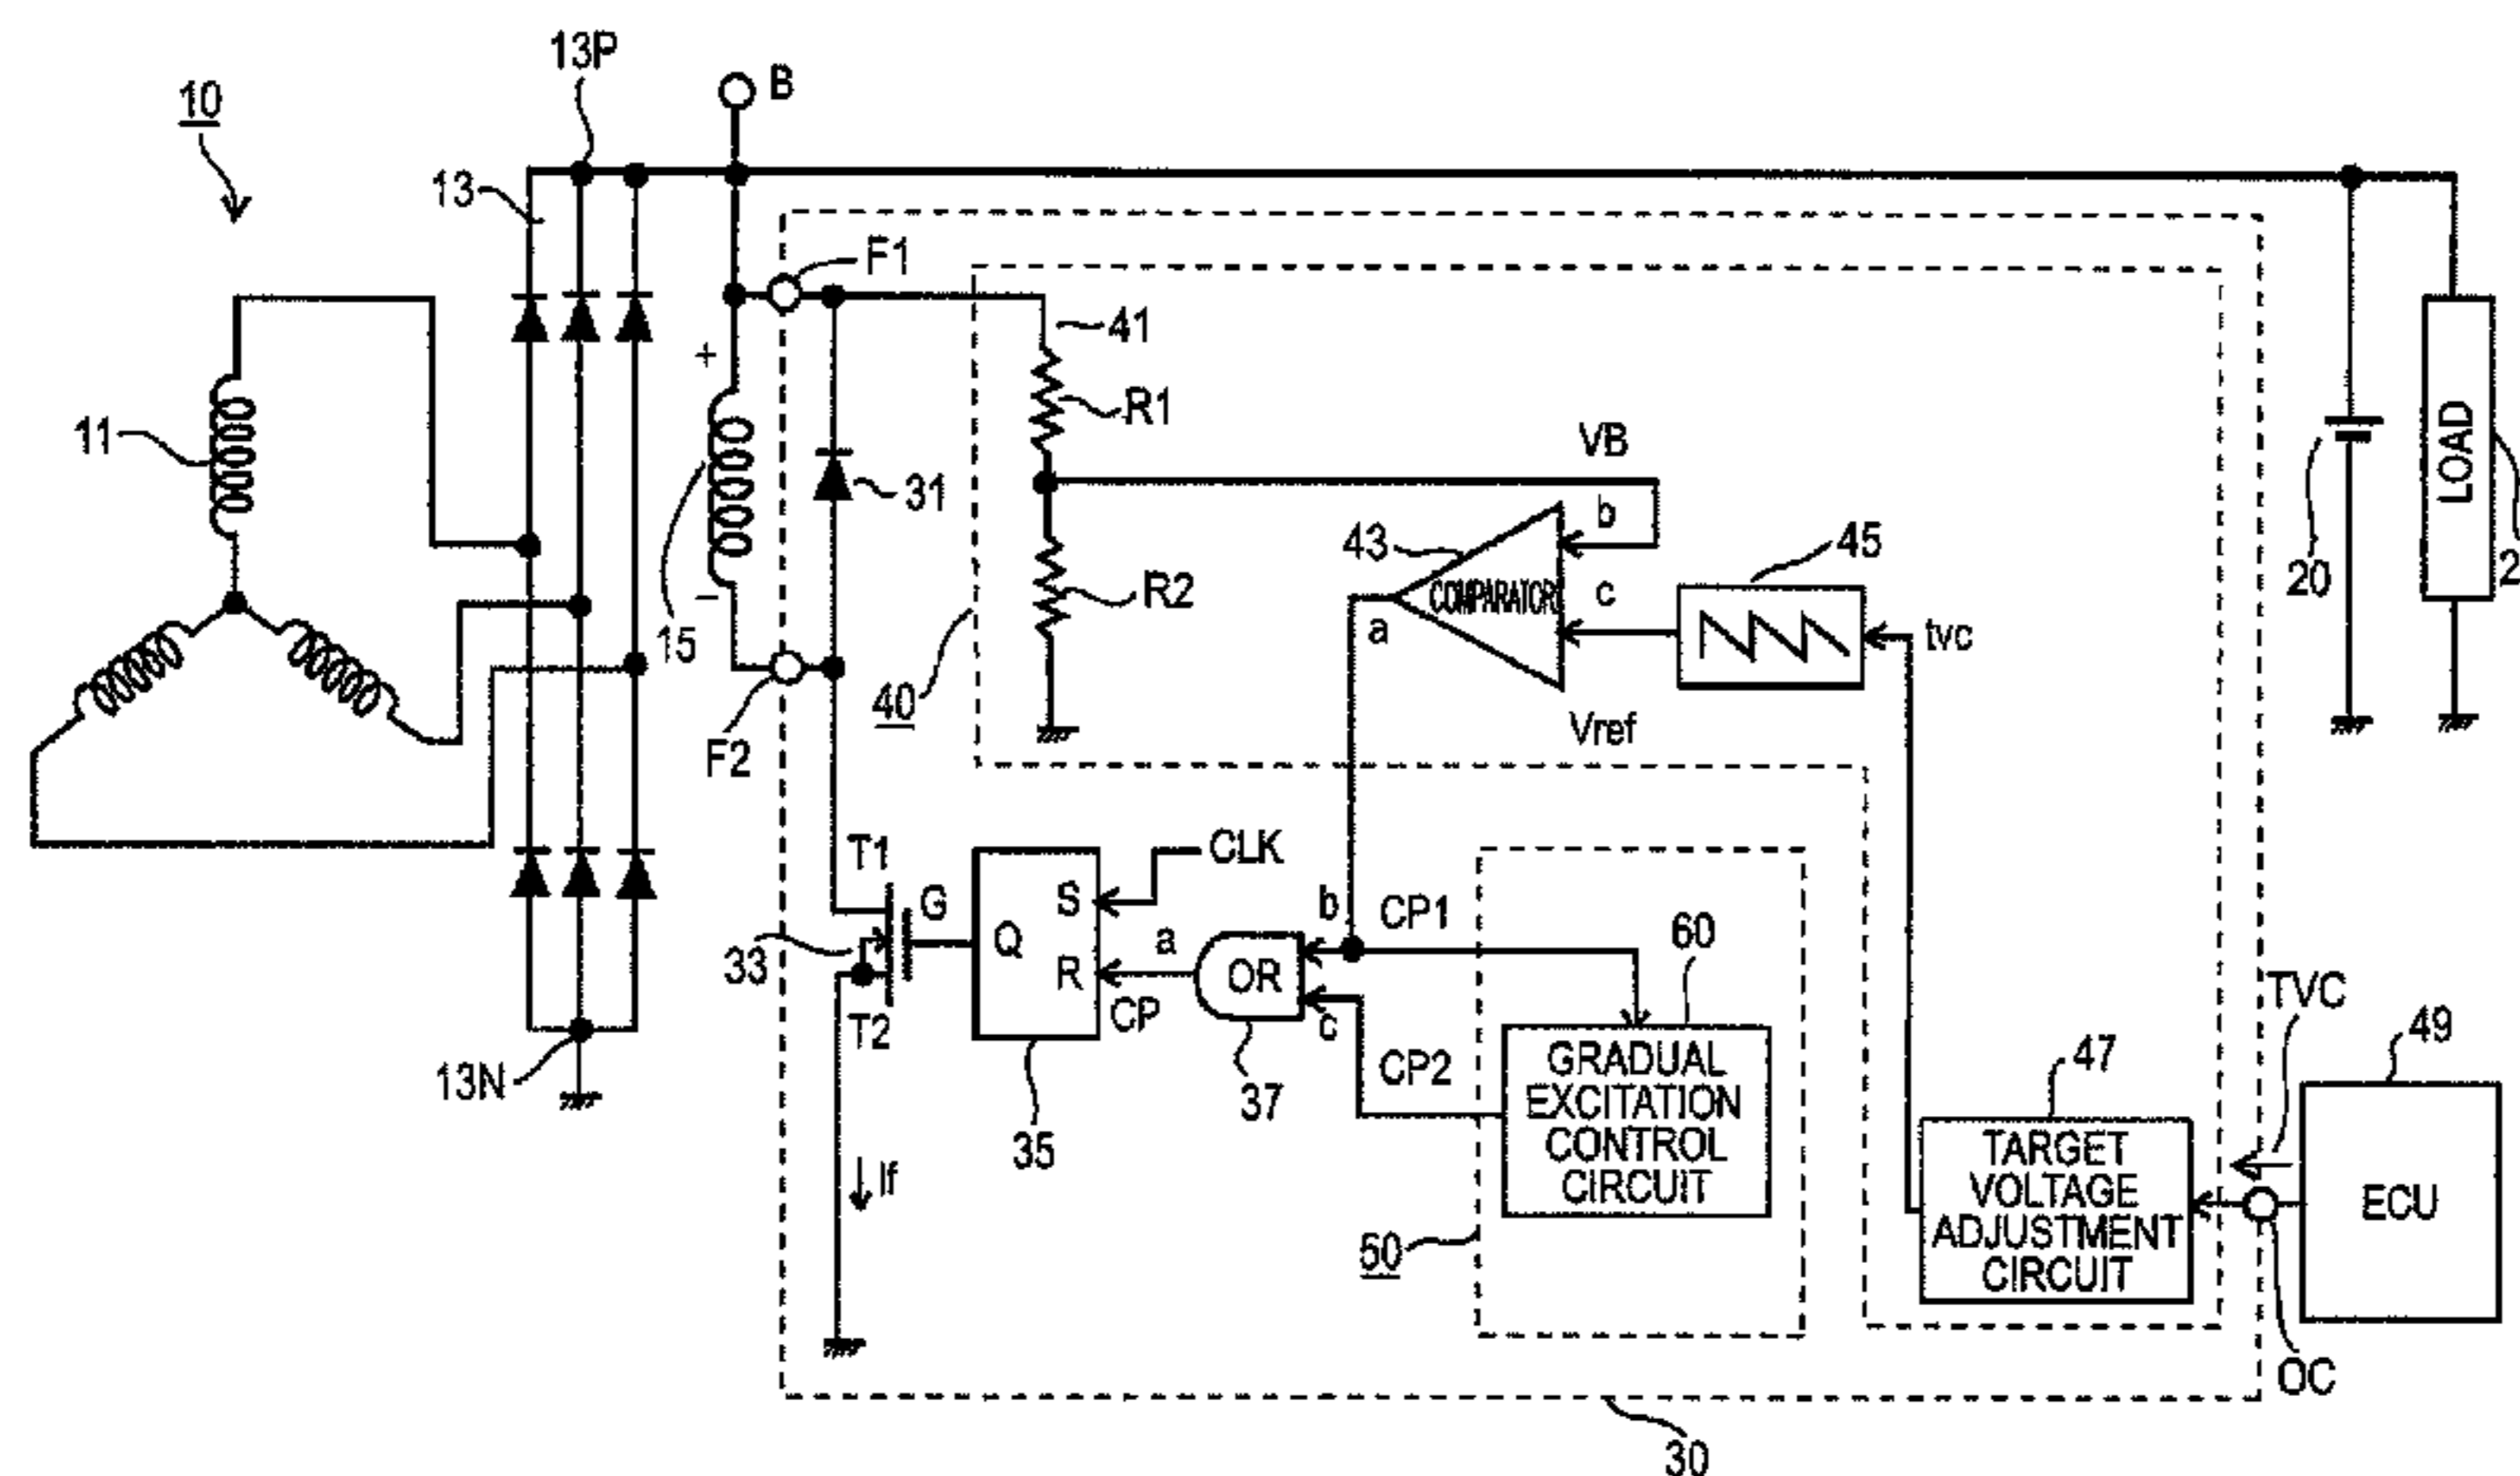 10
13P
B
13
F1
41
+
R1
11
31
VB
b
43
COMPARATOR
45
c
R2
a
15
−
tvc
40
F2
Vref
20
LOAD
T1
CLK
G
S
Q
b
CP1
60
33
a
R
OR
TVC
T2
CP
c
49
13N
CP2
GRADUAL
EXCITATION
CONTROL
CIRCUIT
47
37
35
If
TARGET
VOLTAGE
ADJUSTMENT
CIRCUIT
ECU
50
OC
30